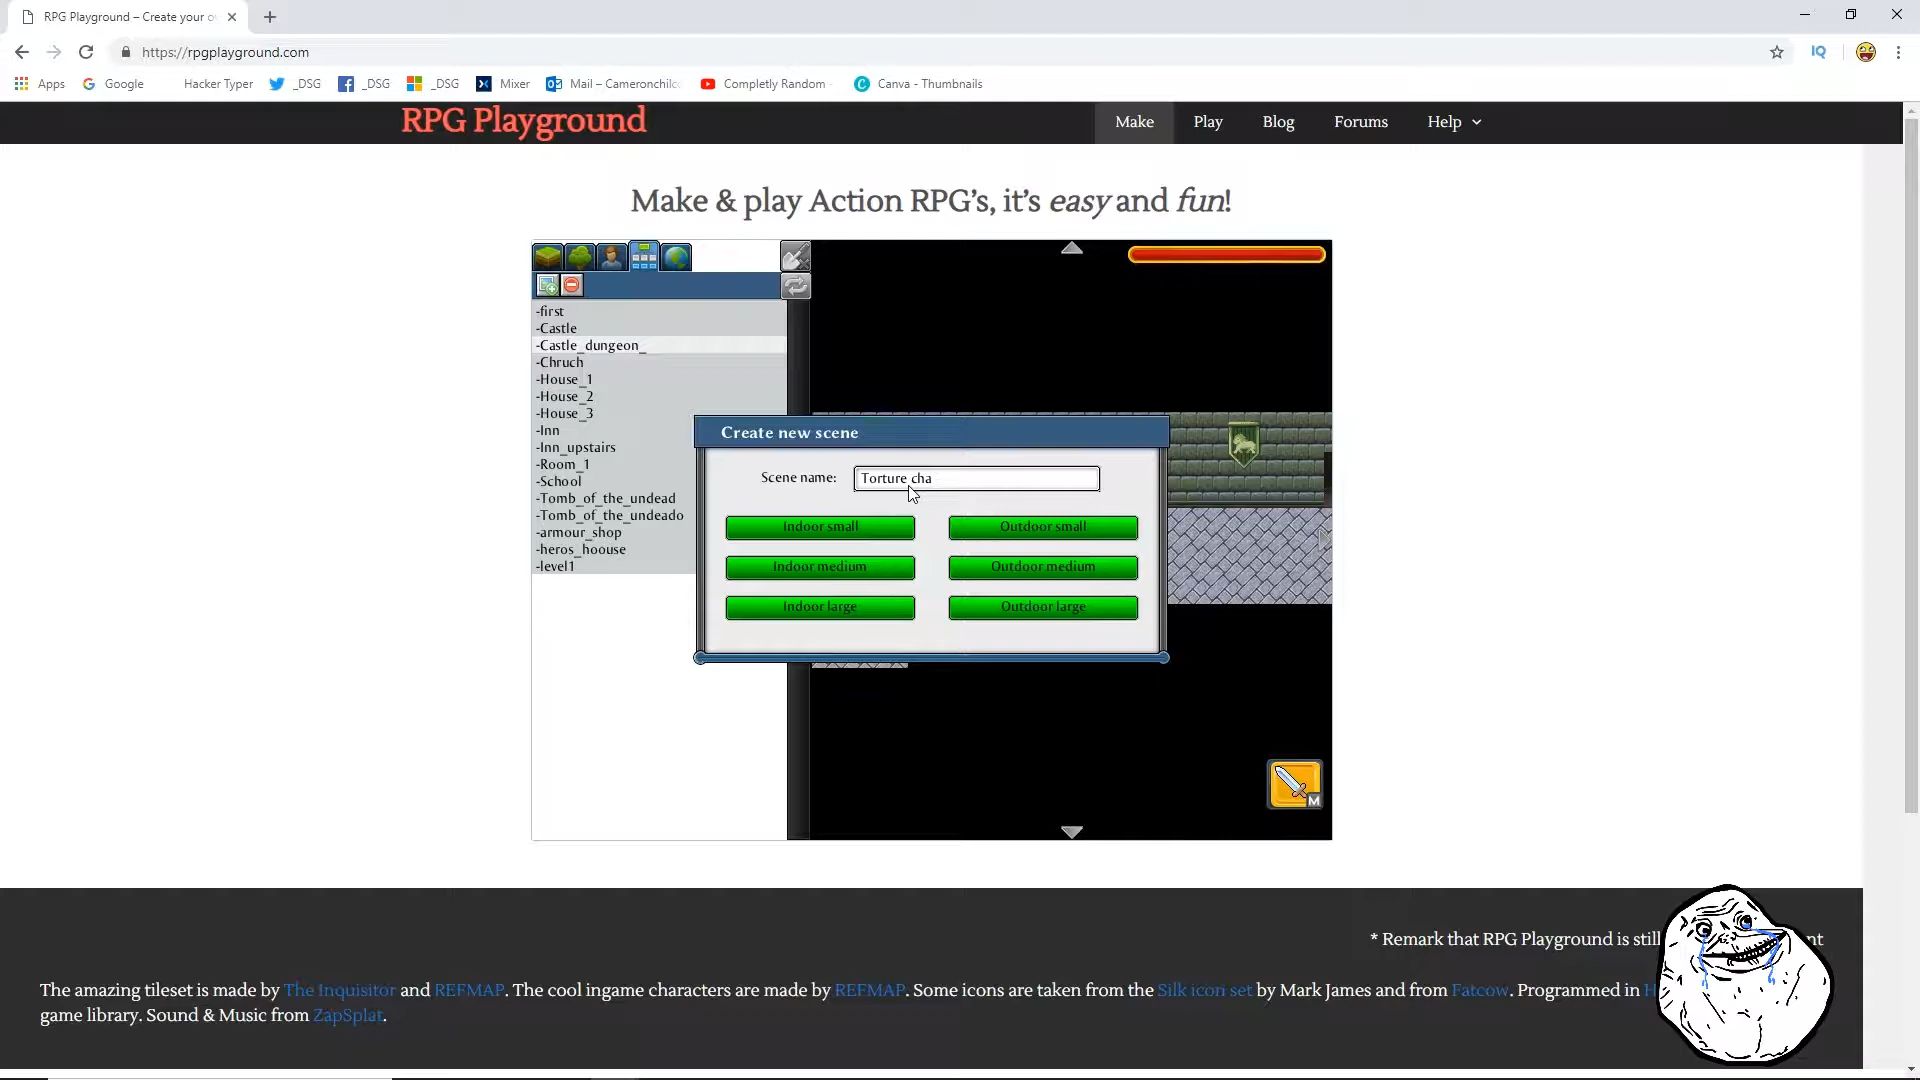 RPG Playground – Create your o
https://rpgplayground.com
IQ
Apps Google Hacker Typer _DSG _DSG _DSG Mixer Mail – Cameronchilc Completly Random Canva - Thumbnails
RPG Playground Make Play Blog Forums Help
Make & play Action RPG's, it's easy and fun!
-first
-Castle
-Castle_dungeon_
-Chruch
-House_1
-House_2
-House_3
-Inn
-Inn_upstairs
-Room_1
-School
-Tomb_of_the_undead
-Tomb_of_the_undeado
-armour_shop
-heros_hoouse
-level1
Create new scene
Scene name: Torture cha
Indoor small Outdoor small
Indoor medium Outdoor medium
Indoor large Outdoor large
M
* Remark that RPG Playground is still nt
The amazing tileset is made by The Inquisitor and REFMAP. The cool ingame characters are made by REFMAP. Some icons are taken from the Silk icon set by Mark James and from Fatcow. Programmed in H
game library. Sound & Music from ZapSplat.